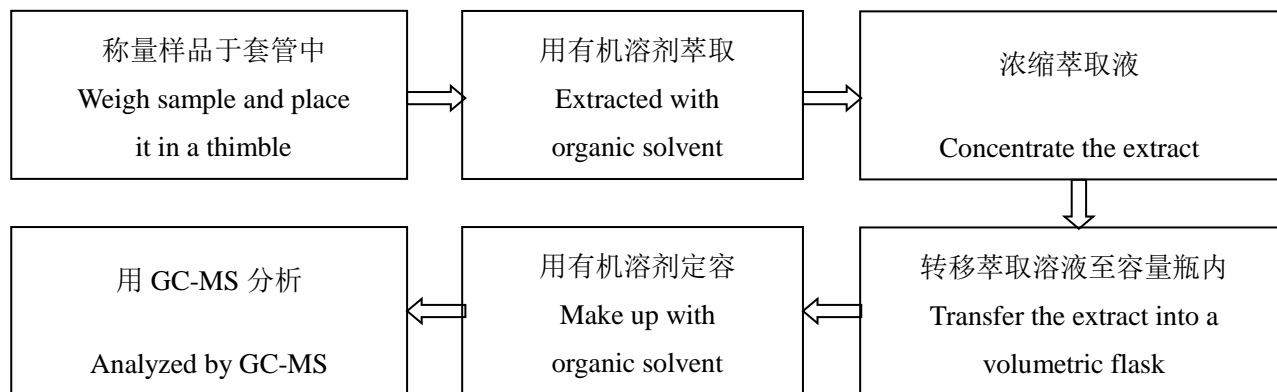 称量样品于套管中
Weigh sample and place
it in a thimble
用有机溶剂萃取
Extracted with
organic solvent
浓缩萃取液
Concentrate the extract
转移萃取溶液至容量瓶内
Transfer the extract into a
volumetric flask
用有机溶剂定容
Make up with
organic solvent
用 GC-MS 分析
Analyzed by GC-MS